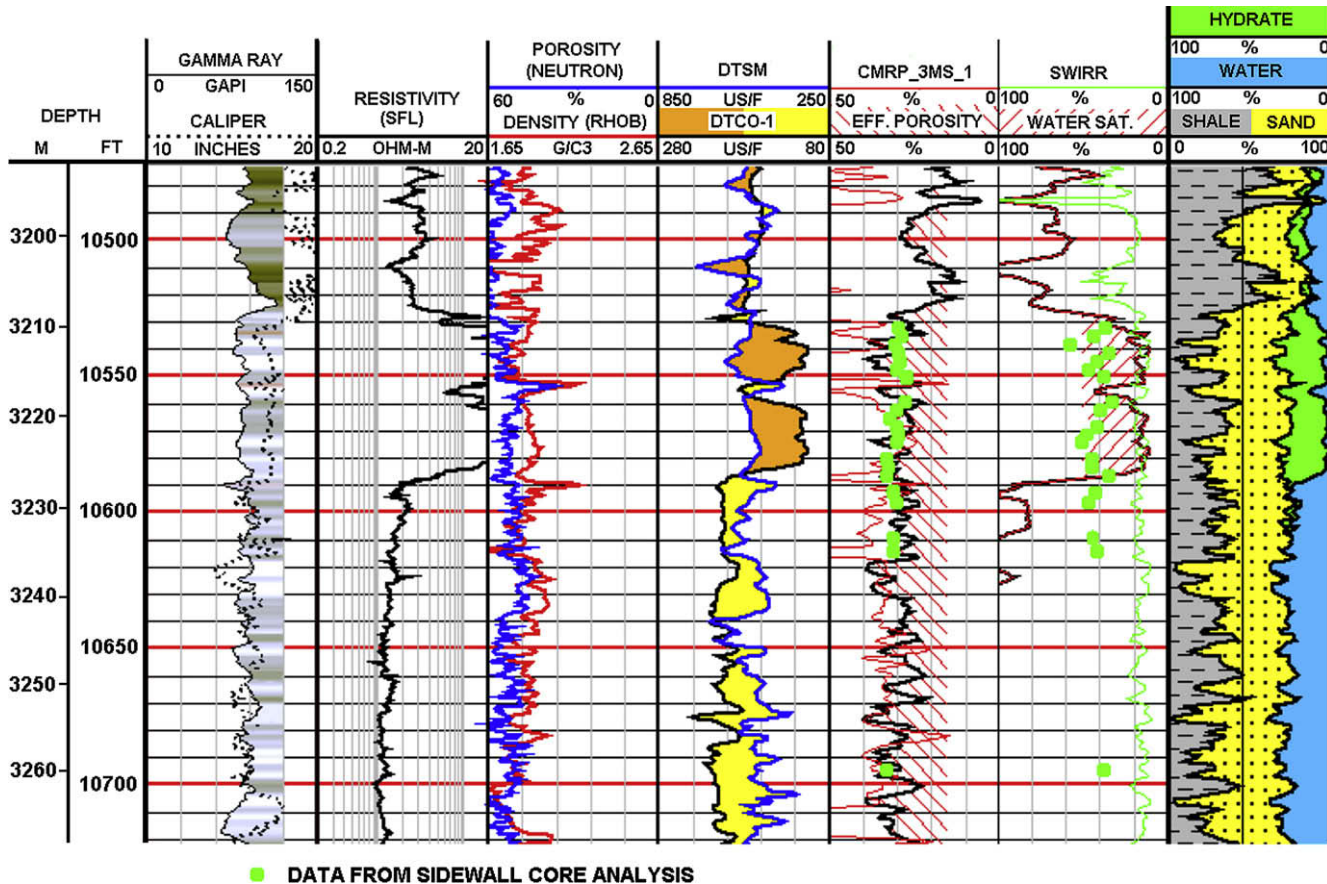 HYDRATE
100 % 0
POROSITY
(NEUTRON)
GAMMA RAY
DTSM
CMRP_3MS_1
SWIRR
WATER
0 GAPI 150
RESISTIVITY
(SFL)
60 % 0
850 US/F 250
50 % 0
100 % 0
100 % 0
DEPTH
CALIPER
DENSITY (RHOB)
DTCO-1
EFF. POROSITY
WATER SAT.
SHALE SAND
M FT
10 INCHES 20
0.2 OHM-M 20
1.65 G/C3 2.65
280 US/F 80
50 % 0
100 % 0
0 % 100
3200
10500
3210
10550
3220
3230
10600
3240
10650
3250
3260
10700
DATA FROM SIDEWALL CORE ANALYSIS